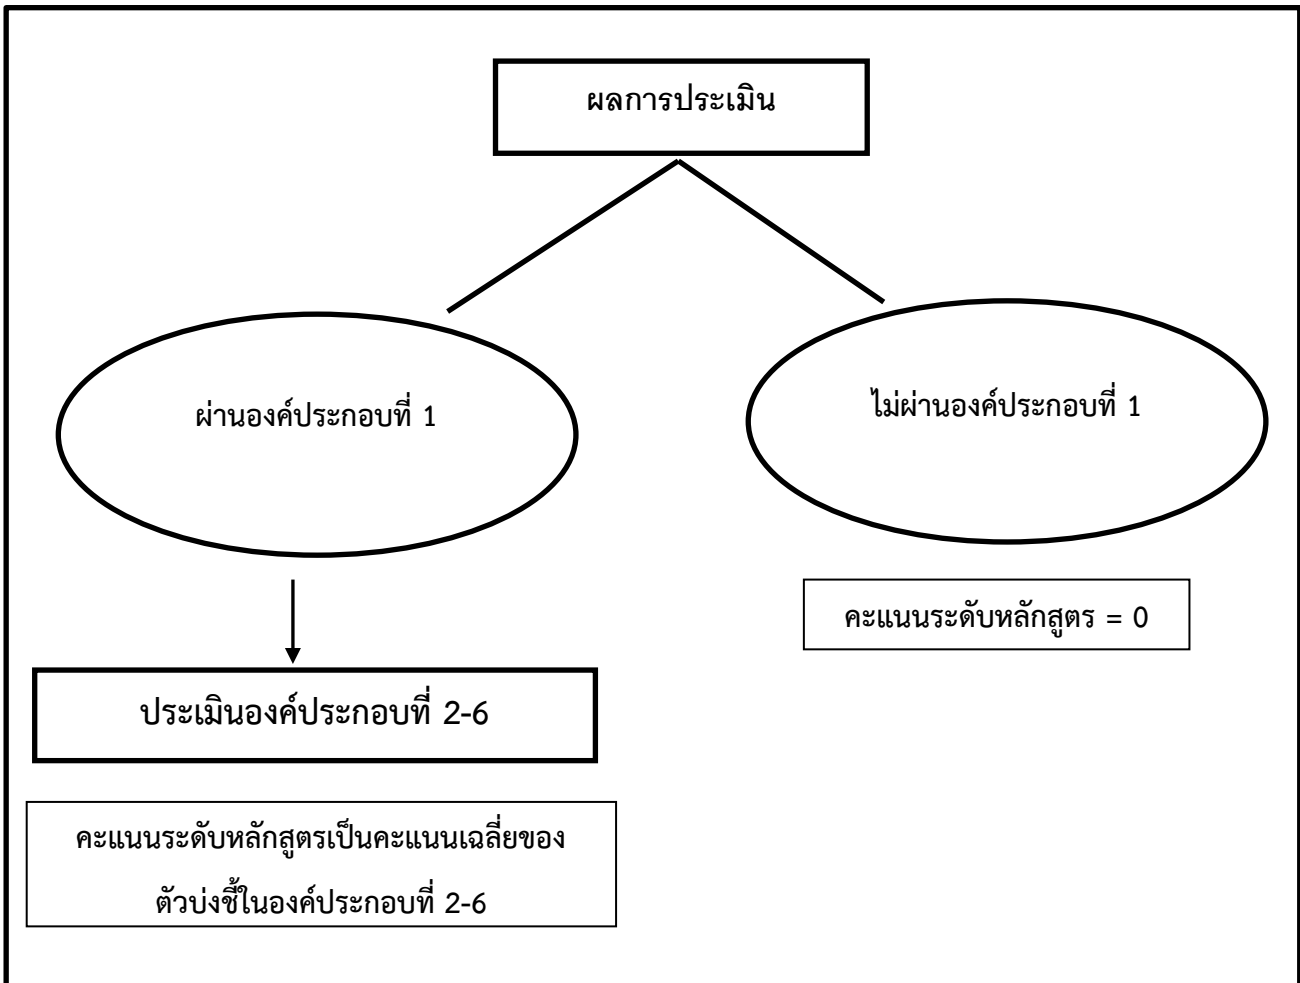 ผลการประเมิน
ผ่านองค์ประกอบที่ 1
ไม่ผ่านองค์ประกอบที่ 1
คะแนนระดับหลักสูตร = 0
ประเมินองค์ประกอบที่ 2-6
คะแนนระดับหลักสูตรเป็นคะแนนเฉลี่ยของ
ตัวบ่งชี้ในองค์ประกอบที่ 2-6